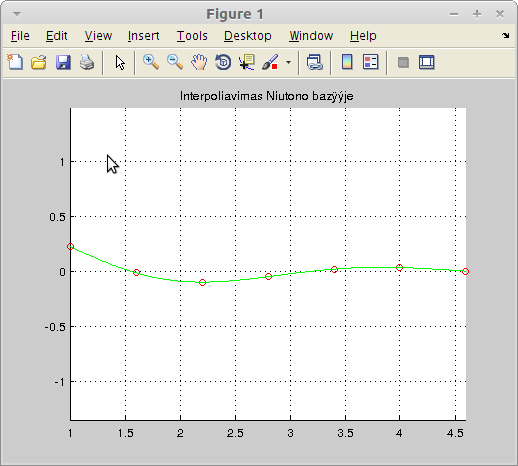 Figure 1
File Edit View Insert Tools Desktop Window Help
Interpoliavimas Niutono bazÿÿje
1
0.5
0
-0.5
-1
1 1.5 2 2.5 3 3.5 4 4.5